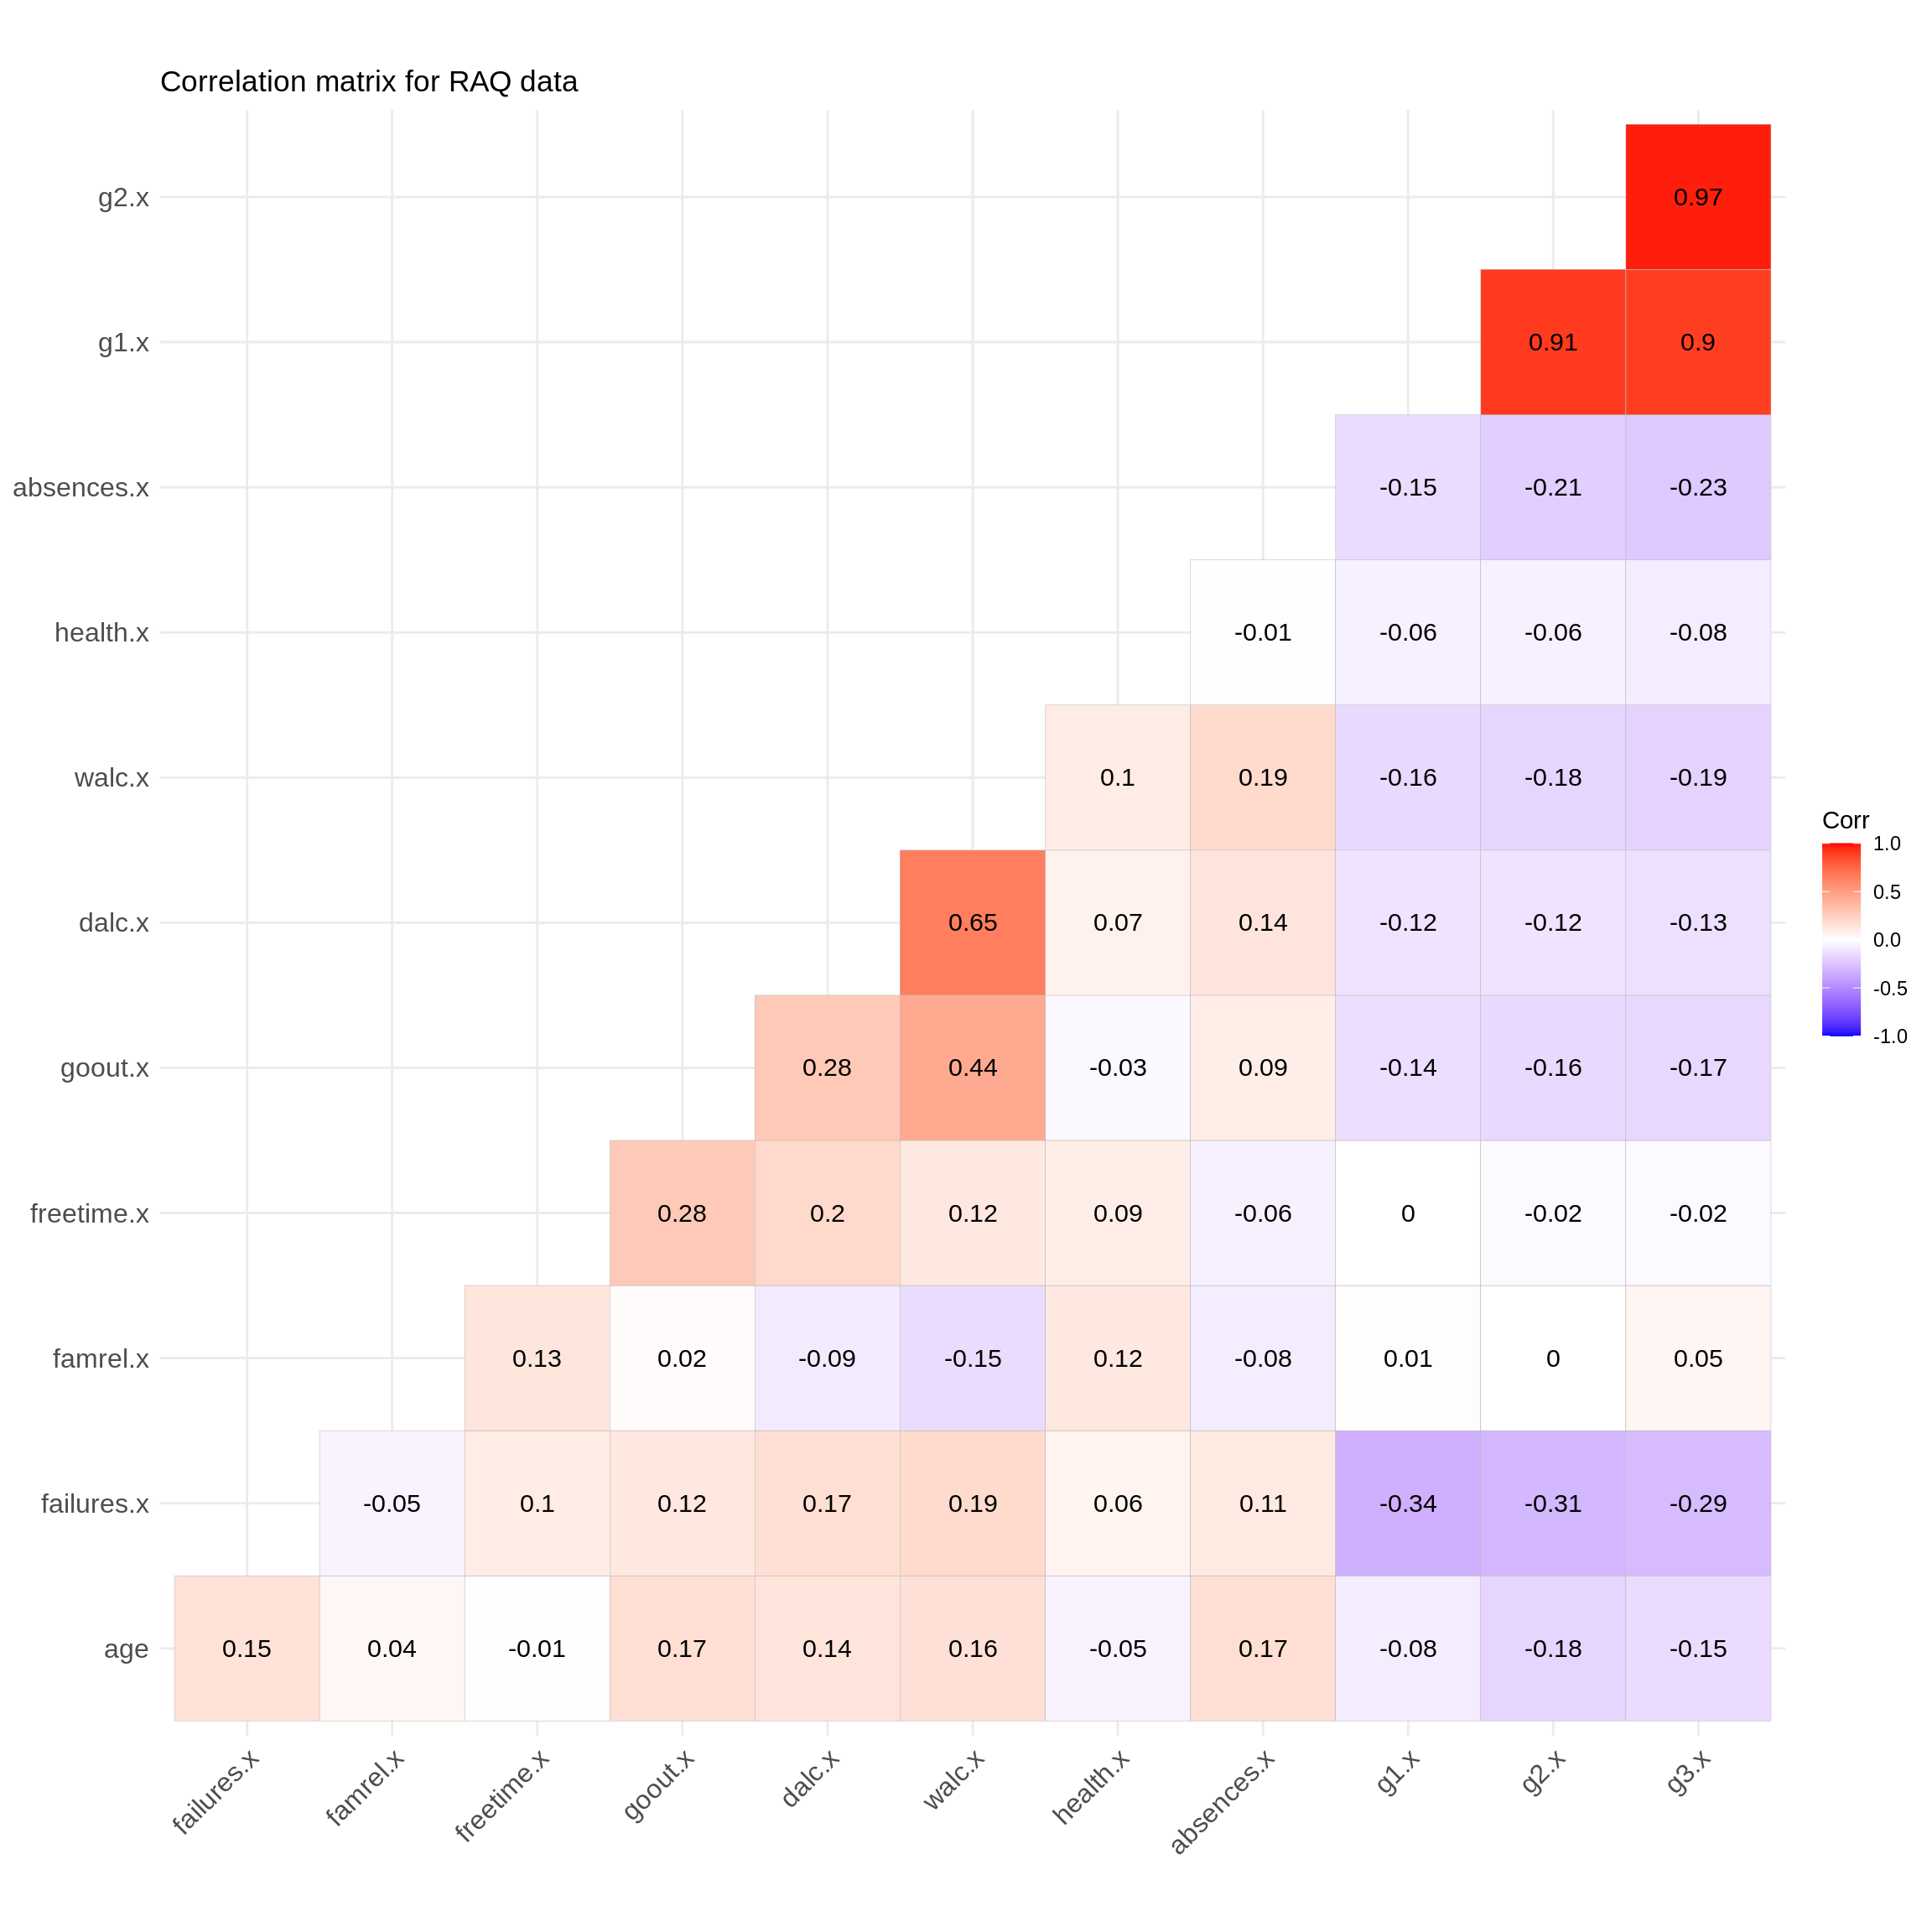 Correlation matrix for RAQ data
g2.x 0.97
g1.x 0.91 0.9
absences.x -0.15 -0.21 -0.23
health.x -0.01 -0.06 -0.06 -0.08
walc.x 0.1 0.19 -0.16 -0.18 -0.19
dalc.x 0.65 0.07 0.14 -0.12 -0.12 -0.13
goout.x 0.28 0.44 -0.03 0.09 -0.14 -0.16 -0.17
freetime.x 0.28 0.2 0.12 0.09 -0.06 0 -0.02 -0.02
famrel.x 0.13 0.02 -0.09 -0.15 0.12 -0.08 0.01 0 0.05
failures.x -0.05 0.1 0.12 0.17 0.19 0.06 0.11 -0.34 -0.31 -0.29
age 0.15 0.04 -0.01 0.17 0.14 0.16 -0.05 0.17 -0.08 -0.18 -0.15
failures.x famrel.x freetime.x goout.x dalc.x walc.x health.x absences.x g1.x g2.x g3.x
Corr
1.0
0.5
0.0
-0.5
-1.0